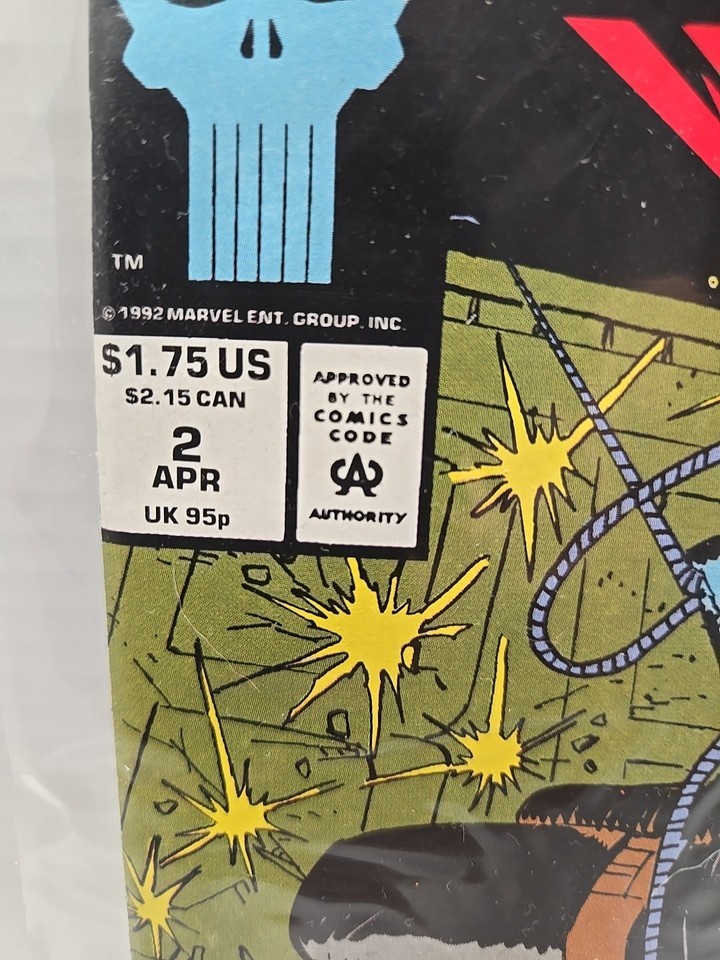 TM
© 1992 MARVEL ENT. GROUP, INC.
$1.75 US
$2.15 CAN
2
APR
UK 95p
APPROVED
BY THE
COMICS
CODE
CA
AUTHORITY